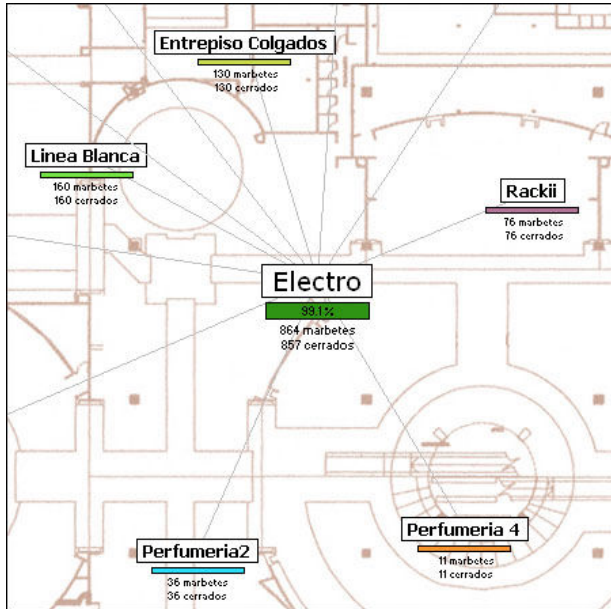 Entrepiso Colgados
130 marbetes
130 cerrados
Linea Blanca
160 marbetes
160 cerrados
Rackii
76 marbetes
76 cerrados
Electro
99.1%
864 marbetes
857 cerrados
Perfumeria 4
11 marbetes
11 cerrados
Perfumeria2
36 marbetes
36 cerrados